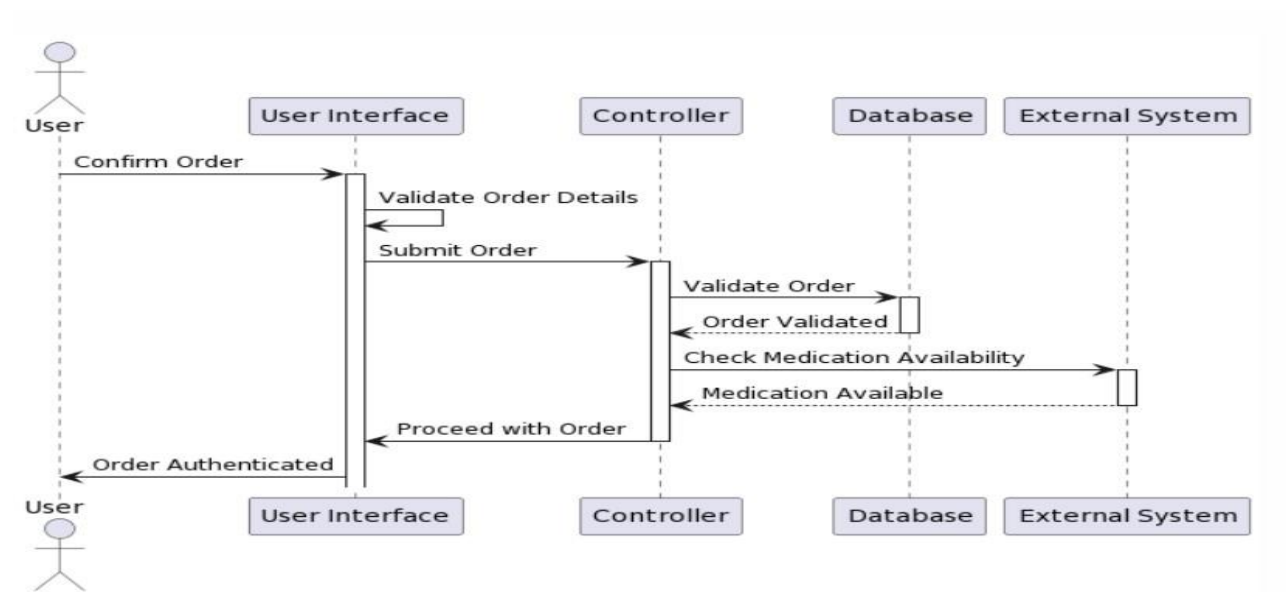 User
User Interface
Controller
Database
External System
Confirm Order
Validate Order Details
Submit Order
Validate Order
Order Validated
Check Medication Availability
Medication Available
Proceed with Order
Order Authenticated
User
User Interface
Controller
Database
External System